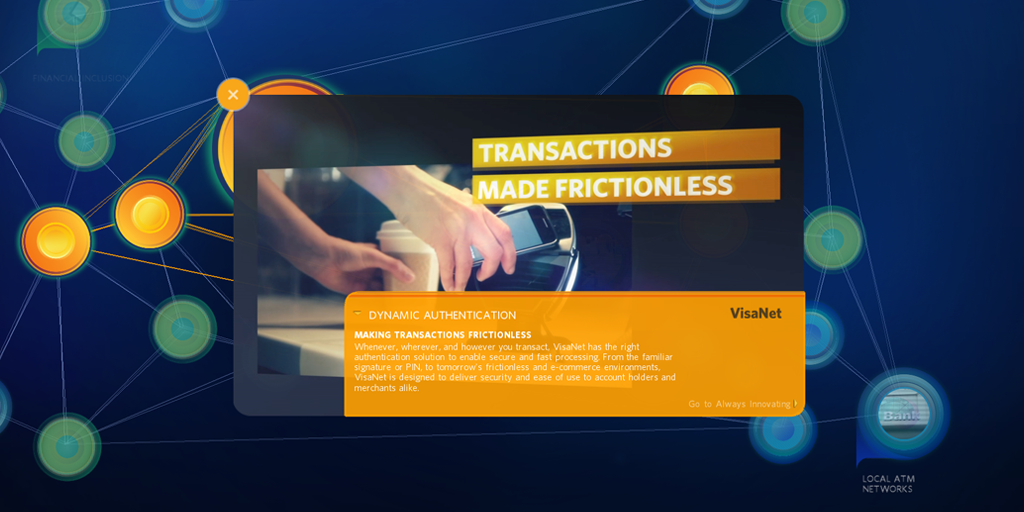 FINANCIAL INCLUSION
TRANSACTIONS
MADE FRICTIONLESS
DYNAMIC AUTHENTICATION
VisaNet
MAKING TRANSACTIONS FRICTIONLESS
Whenever, wherever, and however you transact, VisaNet has the right
authentication solution to enable secure and fast processing. From the familiar
signature or PIN, to tomorrow's frictionless and e-commerce environments,
VisaNet is designed to deliver security and ease of use to account holders and
merchants alike.
Go to Always Innovating
Bank
LOCAL ATM
NETWORKS